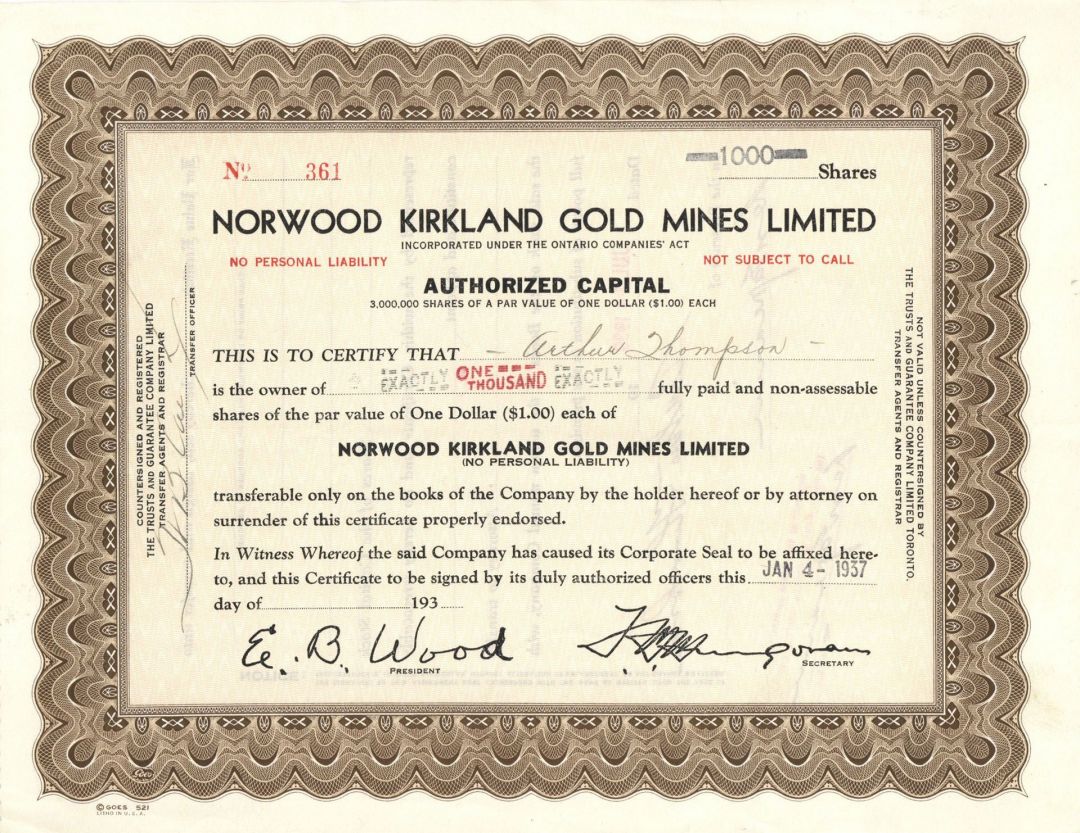 Nº 361
1000 Shares
NORWOOD KIRKLAND GOLD MINES LIMITED
INCORPORATED UNDER THE ONTARIO COMPANIES' ACT
NO PERSONAL LIABILITY
NOT SUBJECT TO CALL
AUTHORIZED CAPITAL
3,000,000 SHARES OF A PAR VALUE OF ONE DOLLAR ($1.00) EACH
THIS IS TO CERTIFY THAT - Arthur Thompson -
is the owner of EXACTLY ONE THOUSAND EXACTLY fully paid and non-assessable
shares of the par value of One Dollar ($1.00) each of
NORWOOD KIRKLAND GOLD MINES LIMITED
(NO PERSONAL LIABILITY)
transferable only on the books of the Company by the holder hereof or by attorney on
surrender of this certificate properly endorsed.
In Witness Whereof the said Company has caused its Corporate Seal to be affixed here-
to, and this Certificate to be signed by its duly authorized officers this JAN 4 - 1937
day of 193
E. B. Wood
PRESIDENT
SECRETARY
COUNTERSIGNED AND REGISTERED
THE TRUSTS AND GUARANTEE COMPANY LIMITED
TRANSFER AGENTS AND REGISTRAR
TRANSFER OFFICER
NOT VALID UNLESS COUNTERSIGNED BY
THE TRUSTS AND GUARANTEE COMPANY LIMITED TORONTO.
TRANSFER AGENTS AND REGISTRAR
Goes
© GOES 521
LITHO IN U. S. A.